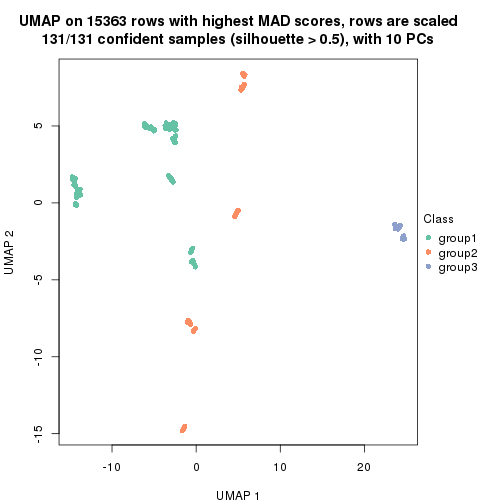 UMAP on 15363 rows with highest MAD scores, rows are scaled
131/131 confident samples (silhouette > 0.5), with 10 PCs
5
0
-5
-10
-15
UMAP 2
-10
0
10
20
UMAP 1
Class
group1
group2
group3